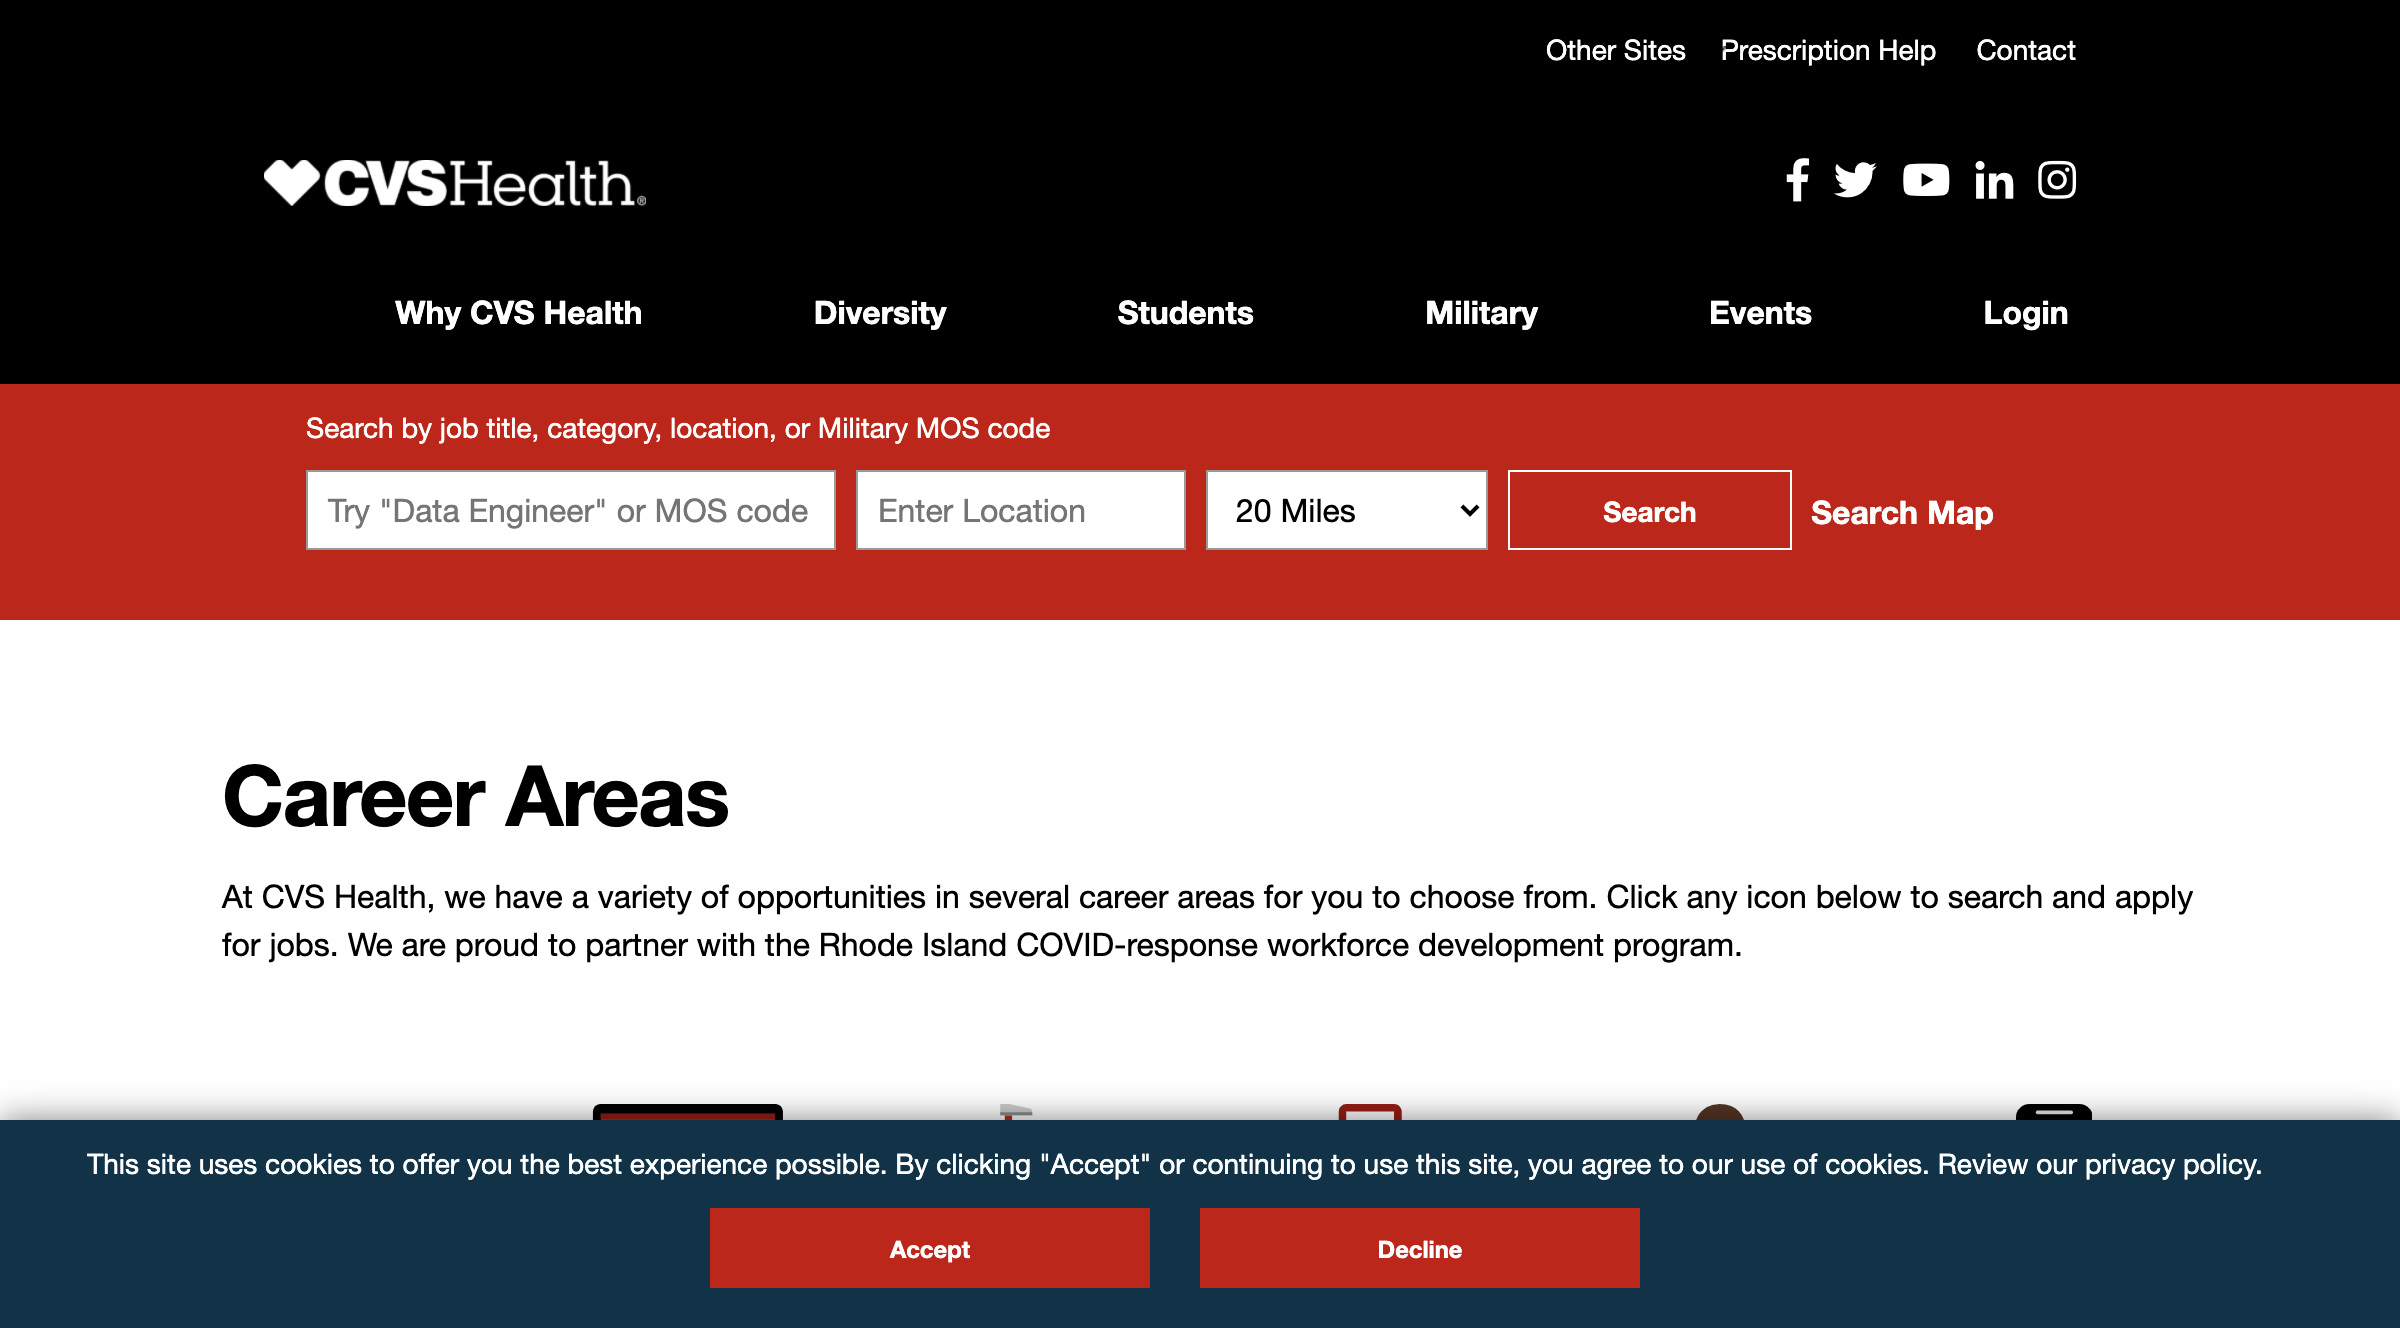 Other Sites Prescription Help Contact
CVSHealth®
Why CVS Health Diversity Students Military Events Login
Search by job title, category, location, or Military MOS code
Try "Data Engineer" or MOS code Enter Location 20 Miles Search Search Map
Career Areas
At CVS Health, we have a variety of opportunities in several career areas for you to choose from. Click any icon below to search and apply
for jobs. We are proud to partner with the Rhode Island COVID-response workforce development program.
This site uses cookies to offer you the best experience possible. By clicking "Accept" or continuing to use this site, you agree to our use of cookies. Review our privacy policy.
Accept Decline